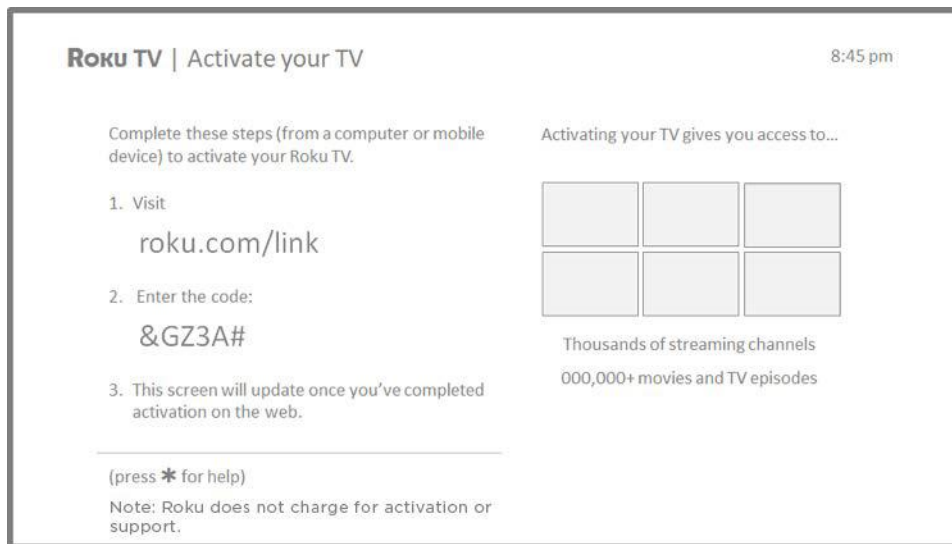 ROKU TV | Activate your TV
8:45 pm
Complete these steps (from a computer or mobile
device) to activate your Roku TV.
1. Visit
roku.com/link
2. Enter the code:
&GZ3A#
3. This screen will update once you've completed
activation on the web.
(press ✱ for help)
Note: Roku does not charge for activation or
support.
Activating your TV gives you access to...
Thousands of streaming channels
000,000+ movies and TV episodes